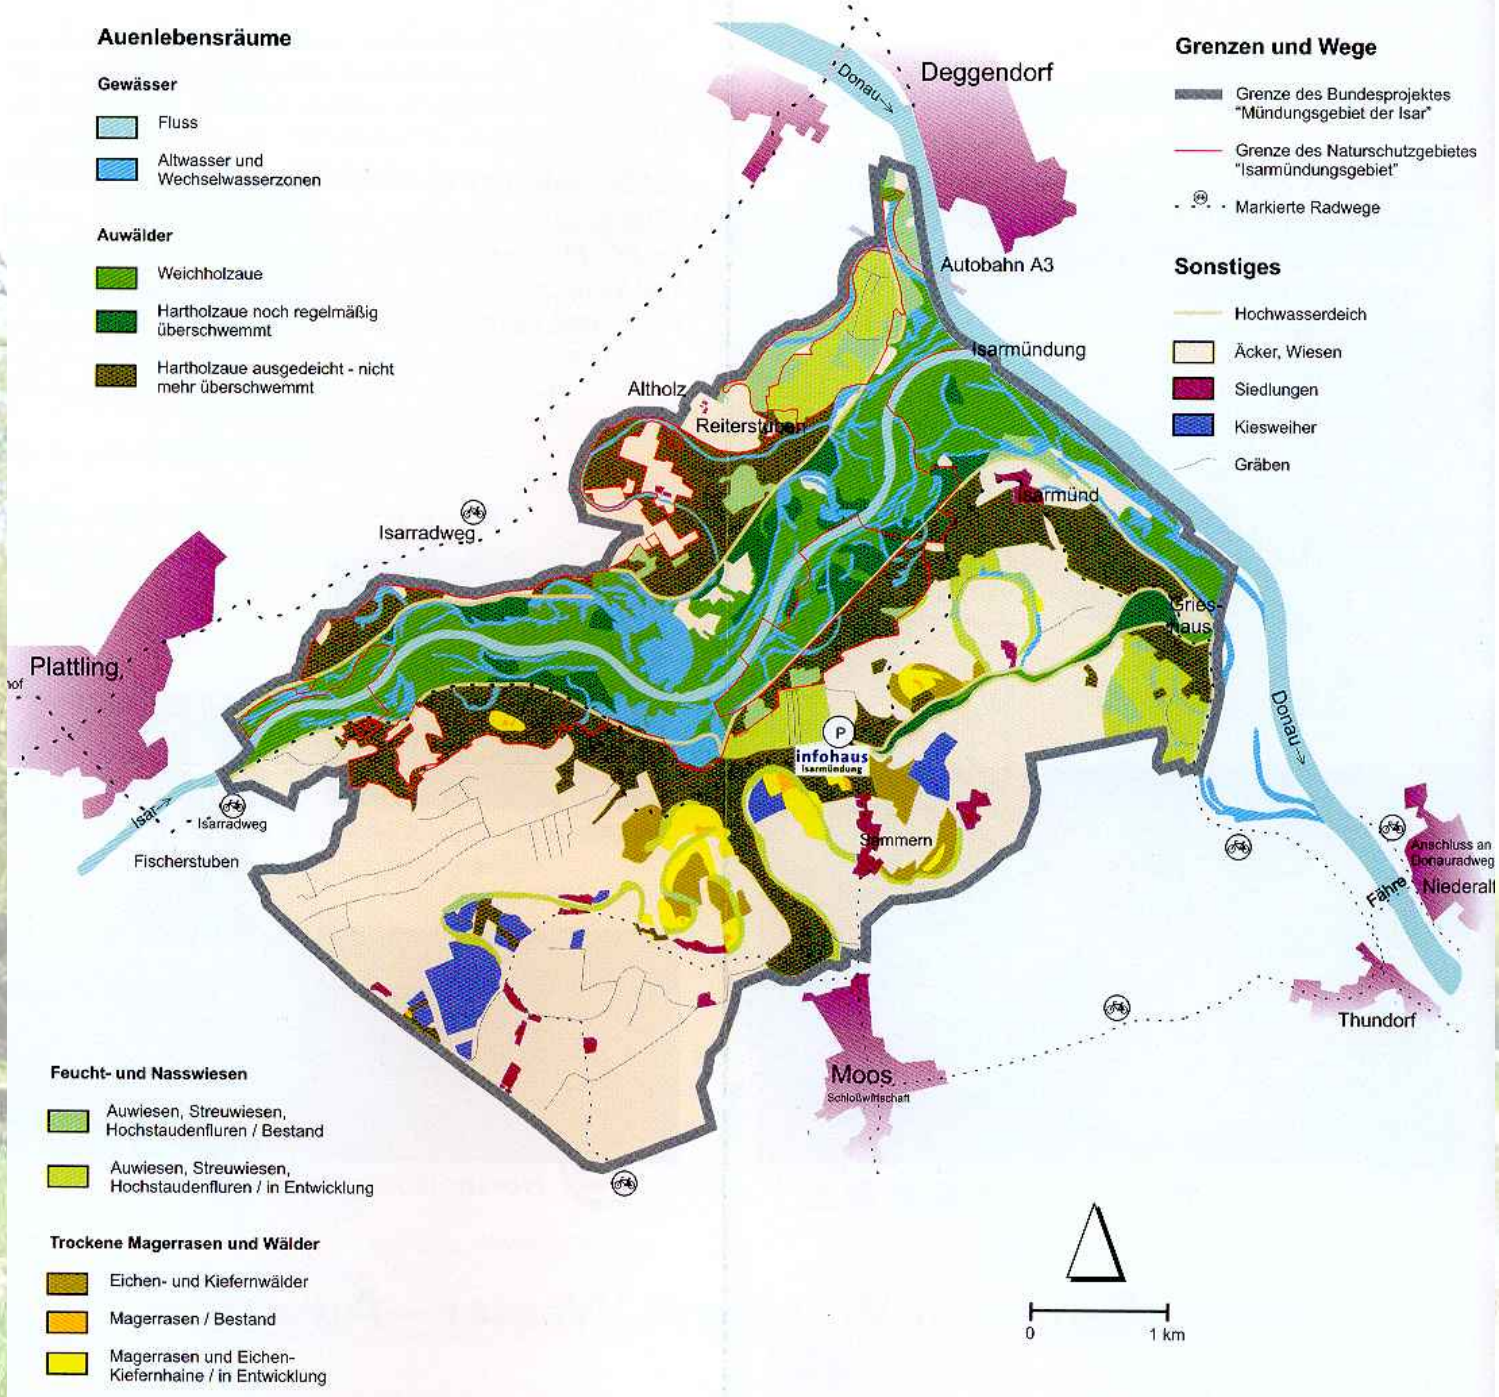 Auenlebensräume
Gewässer
Fluss
Altwasser und
Wechselwasserzonen
Auwälder
Weichholzaue
Hartholzaue noch regelmäßig
überschwemmt
Hartholzaue ausgedeicht - nicht
mehr überschwemmt
Grenzen und Wege
Grenze des Bundesprojektes
"Mündungsgebiet der Isar"
Grenze des Naturschutzgebietes
"Isarmündungsgebiet"
Markierte Radwege
Sonstiges
Hochwasserdeich
Äcker, Wiesen
Siedlungen
Kiesweiher
Gräben
Donau
Deggendorf
Autobahn A3
Isarmündung
Altholz
Reiterstuben
Isarmünd
Isarradweg
Gries-
haus
Plattling
hof
P
infohaus
Isarmündung
Donau
Isar
Isarradweg
Fischerstuben
Sammern
Anschluss an
Donauradweg
Fähre
Niederalt
Thundorf
Moos
Schloßwirtschaft
Feucht- und Nasswiesen
Auwiesen, Streuwiesen,
Hochstaudenfluren / Bestand
Auwiesen, Streuwiesen,
Hochstaudenfluren / in Entwicklung
Trockene Magerrasen und Wälder
Eichen- und Kiefernwälder
Magerrasen / Bestand
Magerrasen und Eichen-
Kiefernhaine / in Entwicklung
0
1 km